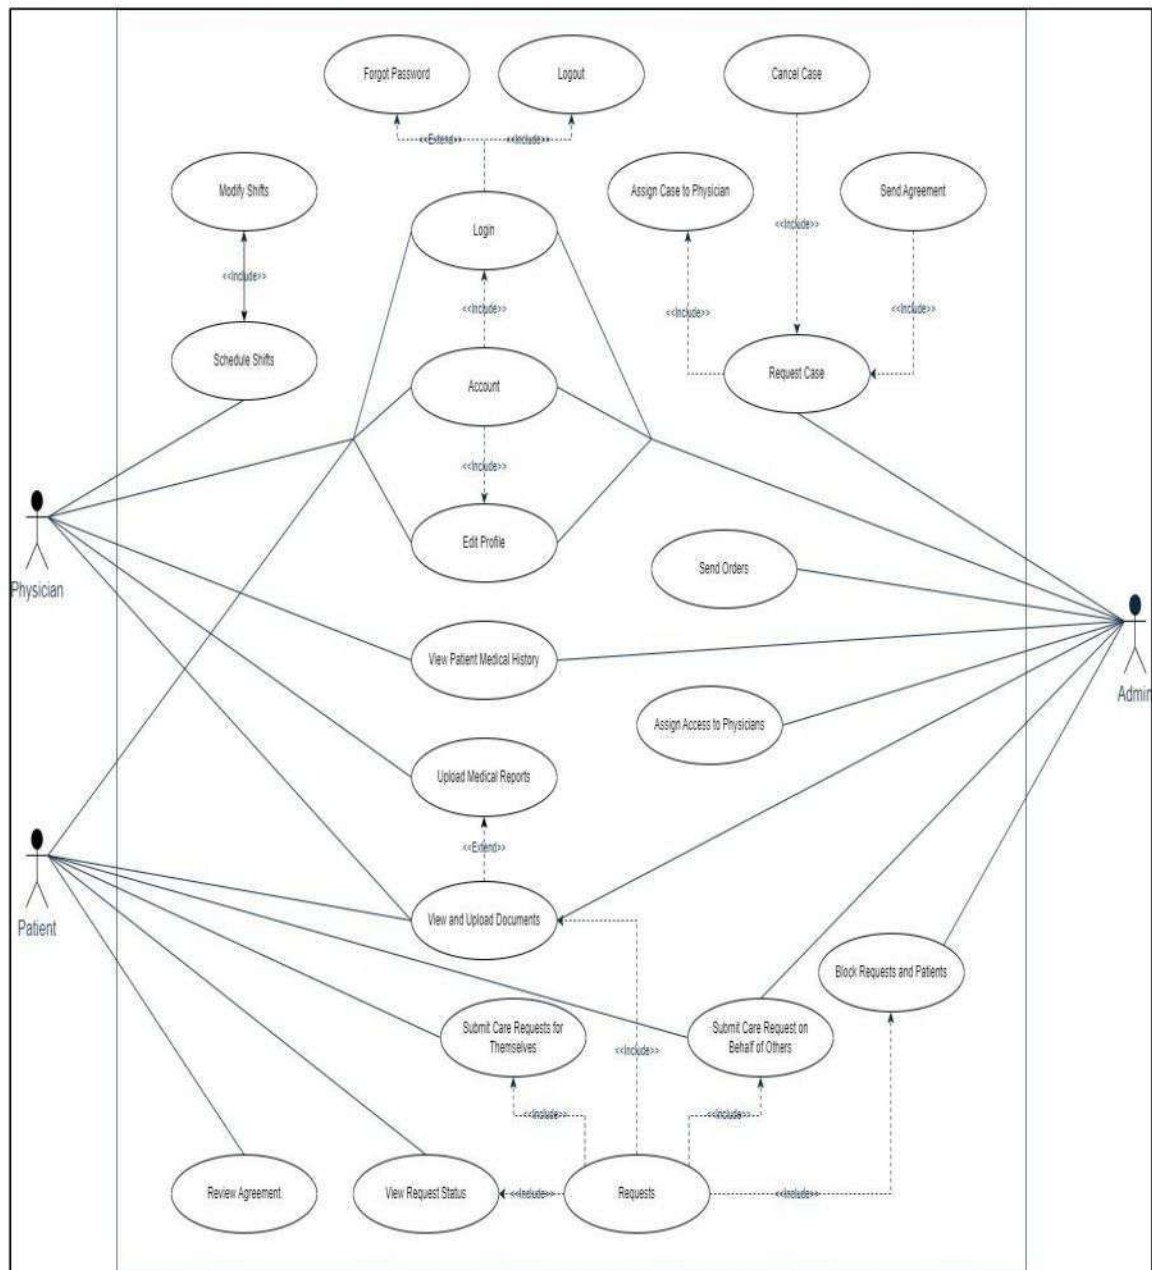 Forgot Password
Logout
Cancel Case
<<Extend>>
<<Include>>
Modify Shifts
Assign Case to Physician
Send Agreement
Login
<<Include>>
<<Include>>
<<Include>>
<<Include>>
Schedule Shifts
Request Case
Account
<<Include>>
Edit Profile
Send Orders
Physician
View Patient Medical History
Admin
Assign Access to Physicians
Upload Medical Reports
<<Extend>>
Patient
View and Upload Documents
Block Requests and Patients
Submit Care Requests for
Themselves
Submit Care Request on
Behalf of Others
<<Include>>
<<Include>>
<<Include>>
Review Agreement
View Request Status
<<Include>>
Requests
<<Include>>